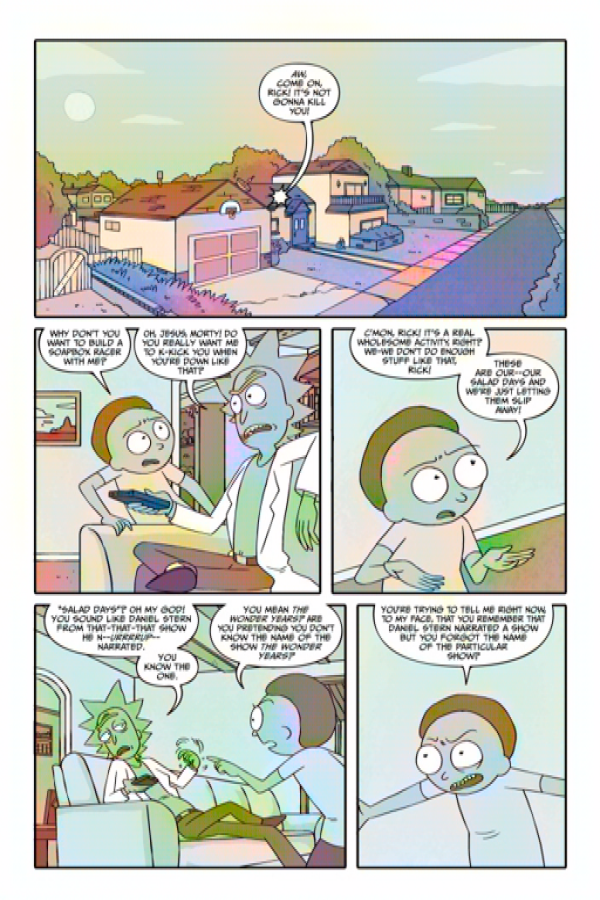 AW,
COME ON,
RICK! IT'S NOT
GONNA KILL
YOU!
WHY DON'T YOU
WANT TO BUILD A
SOAPBOX RACER
WITH ME?
OH, JESUS, MORTY! DO
YOU REALLY WANT ME
TO K-KICK YOU WHEN
YOU'RE DOWN LIKE
THAT?
C'MON, RICK! IT'S A REAL
WHOLESOME ACTIVITY, RIGHT?
WE-WE DON'T DO ENOUGH
STUFF LIKE THAT,
RICK!
THESE
ARE OUR--OUR
SALAD DAYS AND
WE'RE JUST LETTING
THEM SLIP
AWAY!
"SALAD DAYS"? OH MY GOD!
YOU SOUND LIKE DANIEL STERN
FROM THAT-THAT-THAT SHOW
HE N--URRRRUP--
NARRATED.
YOU
KNOW THE
ONE.
YOU MEAN THE
WONDER YEARS? ARE
YOU PRETENDING YOU DON'T
KNOW THE NAME OF THE
SHOW THE WONDER
YEARS?
YOU'RE TRYING TO TELL ME RIGHT NOW,
TO MY FACE, THAT YOU REMEMBER THAT
DANIEL STERN NARRATED A SHOW
BUT YOU FORGOT THE NAME
OF THE PARTICULAR
SHOW?